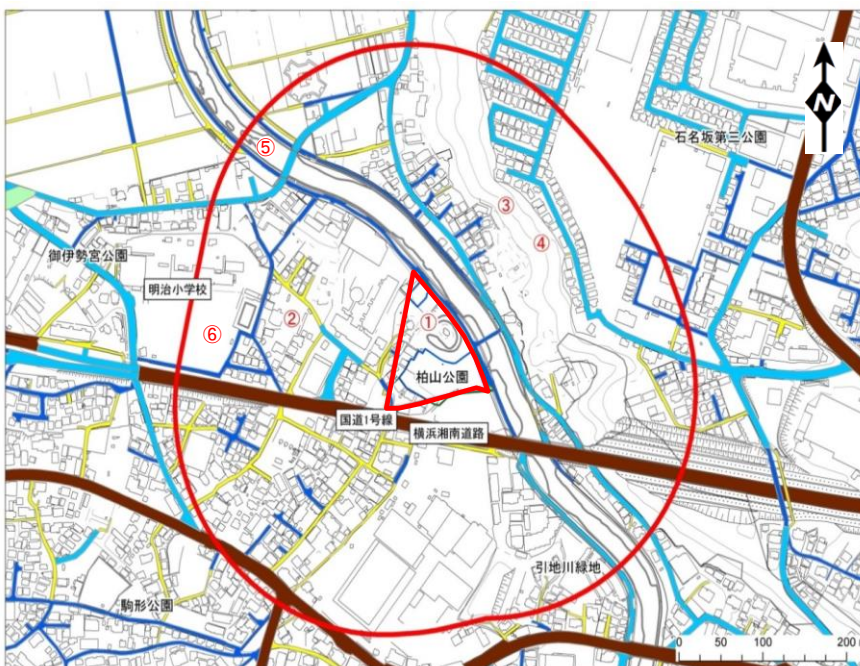 N
石名坂第三公園
⑤
③
④
御伊勢宮公園
明治小学校
②
①
⑥
柏山公園
国道1号線
横浜湘南道路
引地川緑地
駒形公園
0 50 100 200